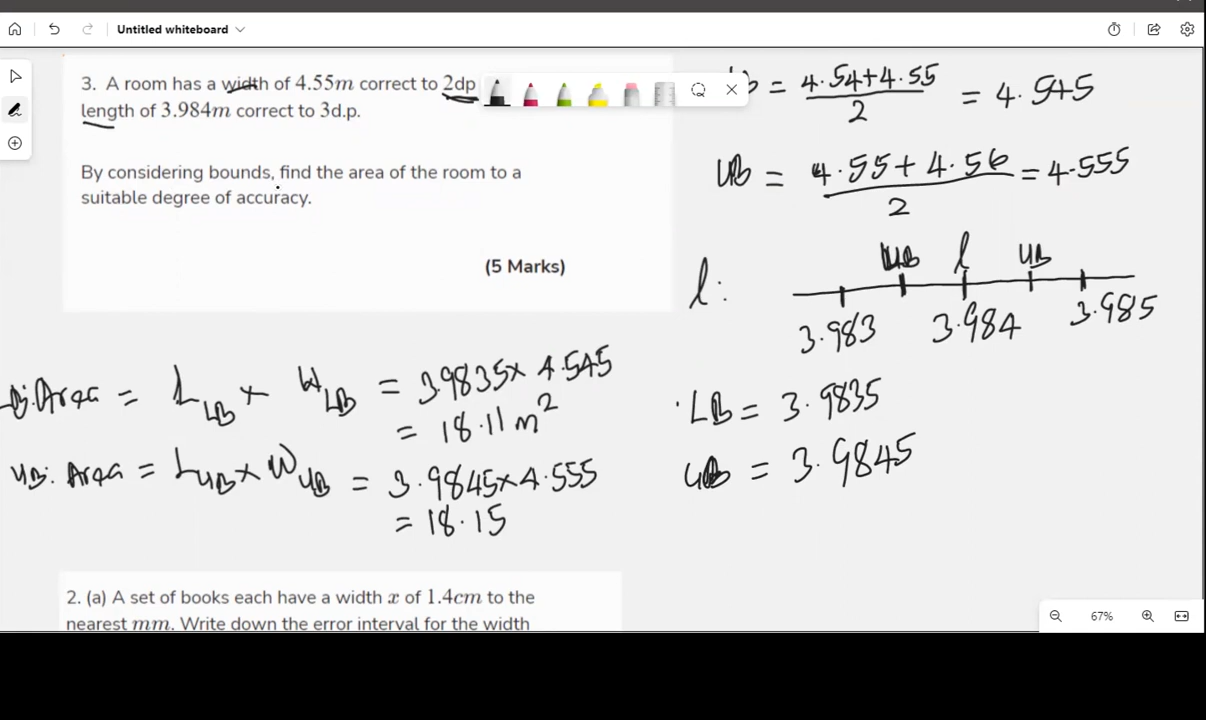 Untitled whiteboard
3. A room has a width of 4.55m correct to 2dp
length of 3.984m correct to 3d.p.
By considering bounds, find the area of the room to a
suitable degree of accuracy.
(5 Marks)
= 4.54+4.55 / 2 = 4.545
UB = 4.55+4.56 / 2 = 4.555
l:
UB l UB
3.983 3.984 3.985
LB = 3.9835
UB = 3.9845
Area = L LB × W LB = 3.9835×4.545
= 18.11 m²
UB: Area = L UB × W UB = 3.9845×4.555
= 18.15
2. (a) A set of books each have a width x of 1.4cm to the
nearest mm. Write down the error interval for the width
67%